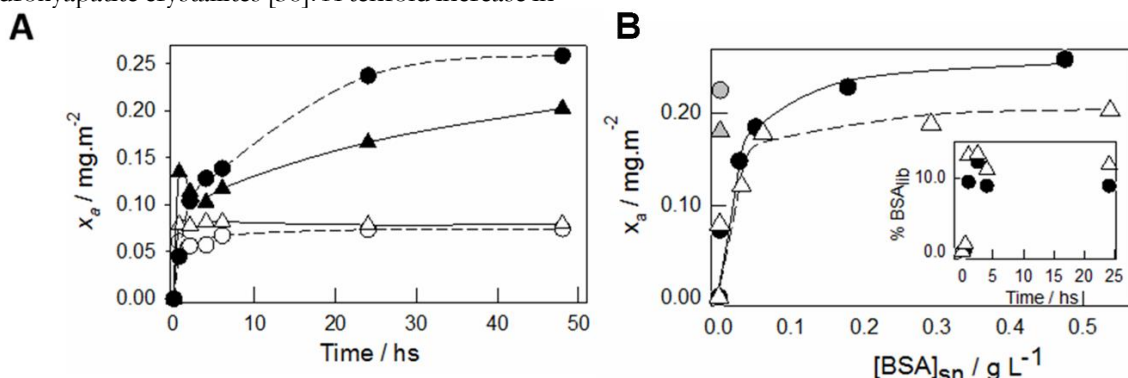 droxyapatite crystallites [38]. A tenfold increase in
A
B
0.25
0.20
0.15
0.10
0.05
0.00
x_a / mg.m^-2
0 10 20 30 40 50
Time / hs
0.20
0.10
0.00
x_a / mg.m^-2
0.0 0.1 0.2 0.3 0.4 0.5
[BSA]_sn / g L^-1
10.0
0.0
% BSA_lib
0 5 10 15 20 25
Time / hs